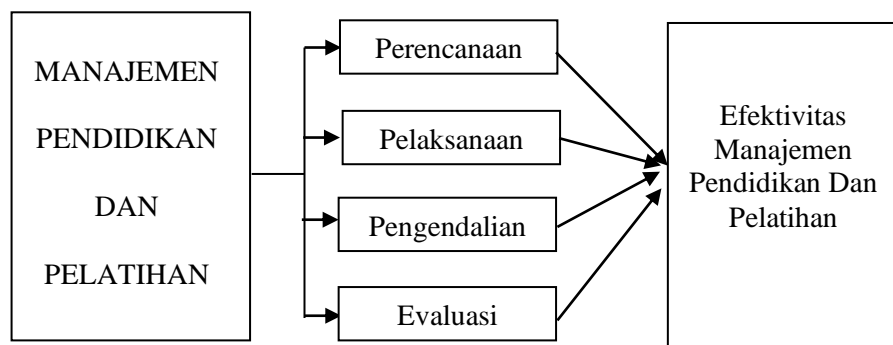 MANAJEMEN
PENDIDIKAN
DAN
PELATIHAN
Perencanaan
Pelaksanaan
Pengendalian
Evaluasi
Efektivitas
Manajemen
Pendidikan Dan
Pelatihan